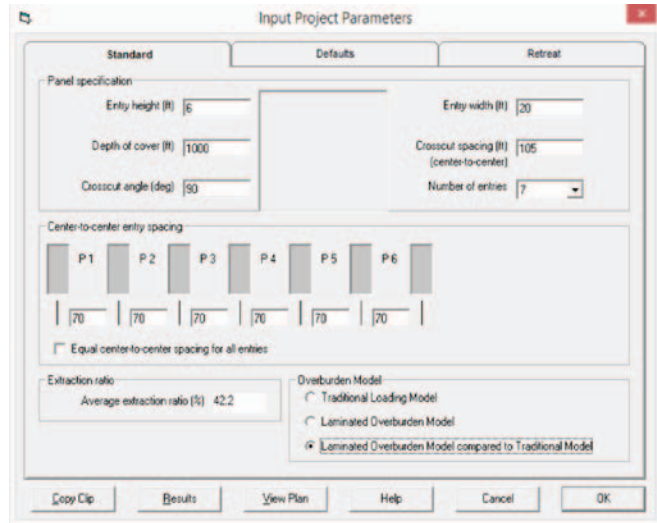 Input Project Parameters
Standard Defaults Retreat
Panel specification
Entry height (ft) 6
Entry width (ft) 20
Depth of cover (ft) 1000
Crosscut spacing (ft) 105
(center-to-center)
Crosscut angle (deg) 90
Number of entries 7
Center-to-center entry spacing
P 1 P 2 P 3 P 4 P 5 P 6
70 70 70 70 70 70
Equal center-to-center spacing for all entries
Extraction ratio
Average extraction ratio (%) 42.2
Overburden Model
Traditional Loading Model
Laminated Overburden Model
Laminated Overburden Model compared to Traditional Model
Copy Clip Results View Plan Help Cancel OK